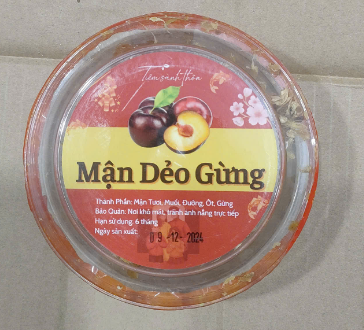 Tiệm sạnh thôn
Mận Dẻo Gừng
Thành Phần: Mận Tươi, Muối, Đường, Ớt, Gừng
Bảo Quản: Nơi khô mát, tránh ánh nắng trực tiếp
Hạn sử dụng: 6 tháng
Ngày sản xuất:
09 -12- 2024